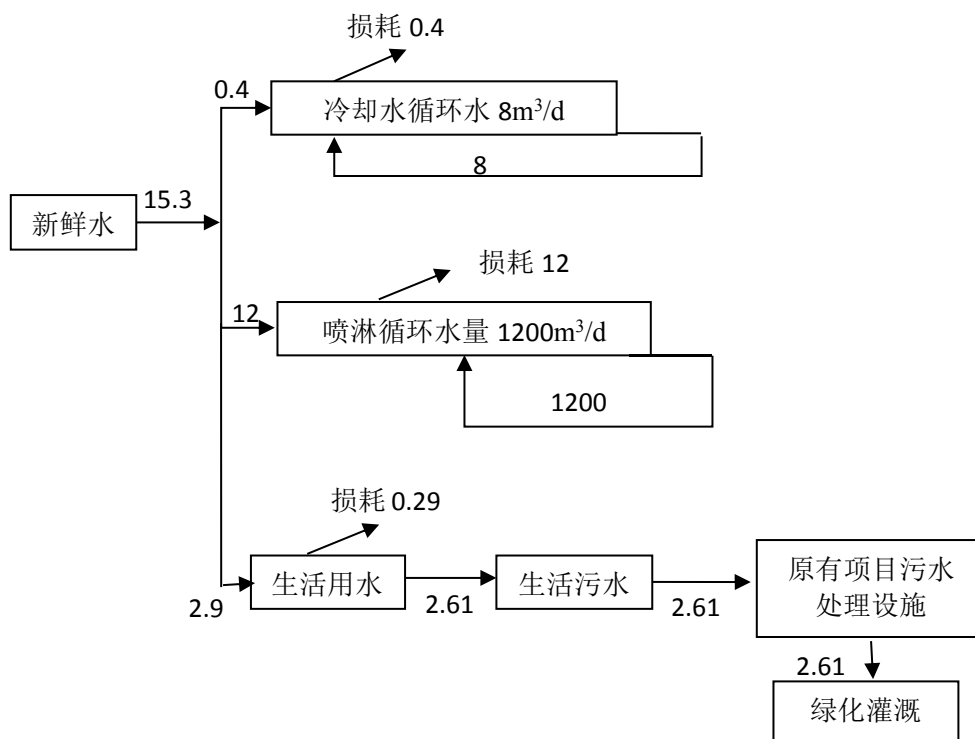 损耗 0.4
0.4
冷却水循环水 8m³/d
8
15.3
新鲜水
损耗 12
12
喷淋循环水量 1200m³/d
1200
损耗 0.29
生活用水
生活污水
原有项目污水
处理设施
2.9
2.61
2.61
2.61
绿化灌溉